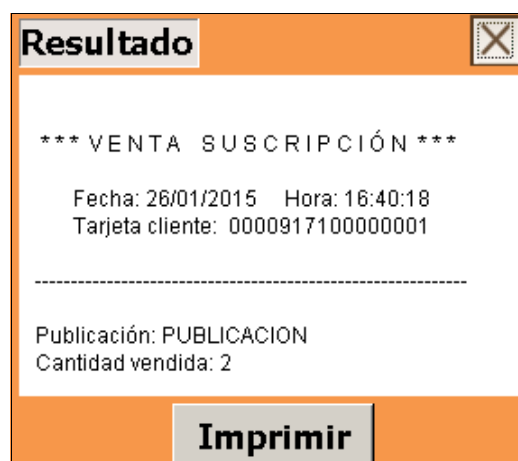 Resultado
*** VENTA SUSCRIPCIÓN ***
Fecha: 26/01/2015 Hora: 16:40:18
Tarjeta cliente: 0000917100000001
------------------------------------------------------------
Publicación: PUBLICACION
Cantidad vendida: 2
Imprimir